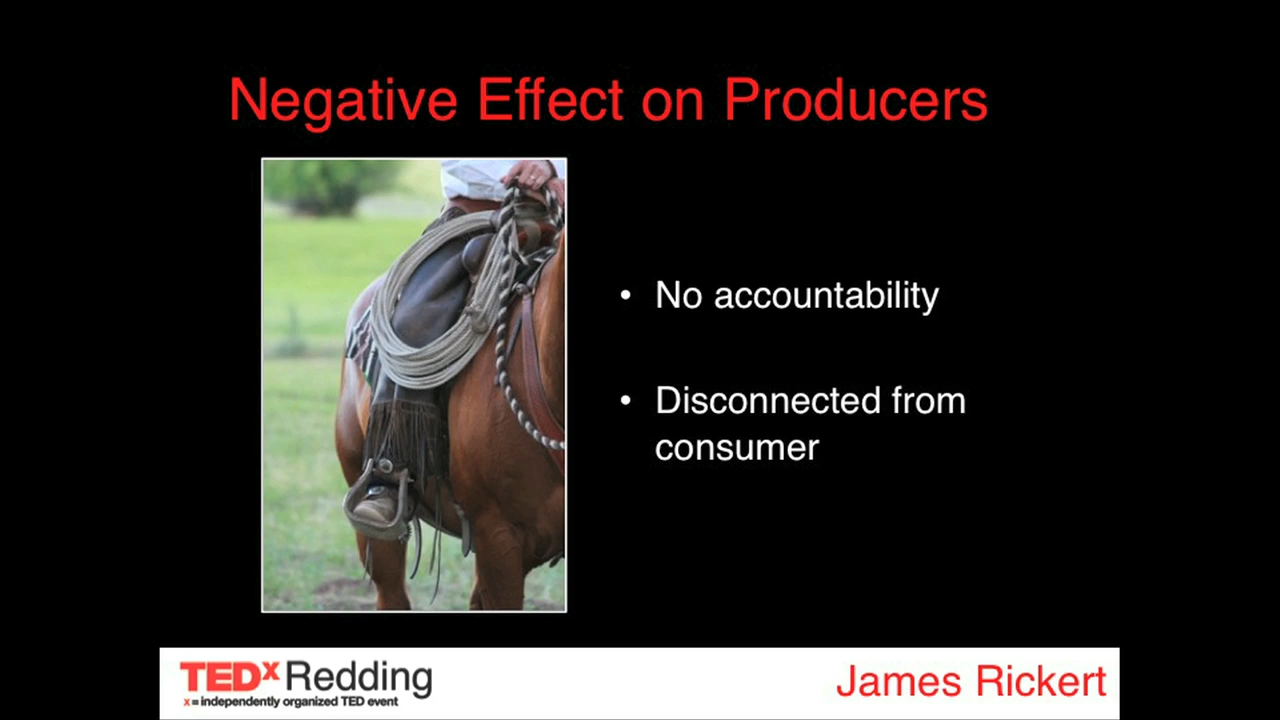 Negative Effect on Producers
• No accountability
• Disconnected from
consumer
TEDx Redding
x = independently organized TED event
James Rickert